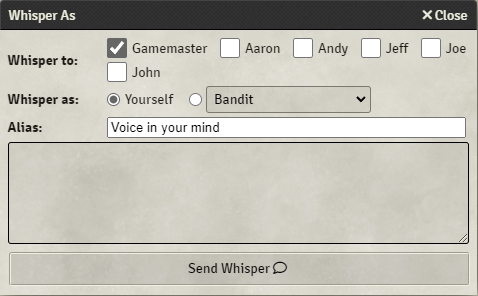 Whisper As Close
Whisper to: Gamemaster Aaron Andy Jeff Joe
John
Whisper as: Yourself Bandit
Alias: Voice in your mind
Send Whisper